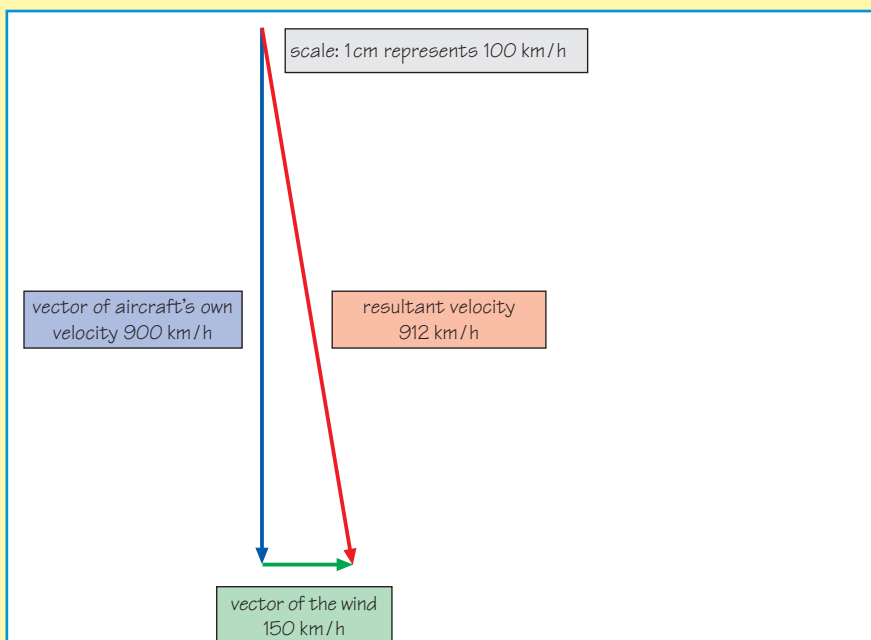 scale: 1cm represents 100 km/h
vector of aircraft's own
velocity 900 km/h
resultant velocity
912 km/h
vector of the wind
150 km/h